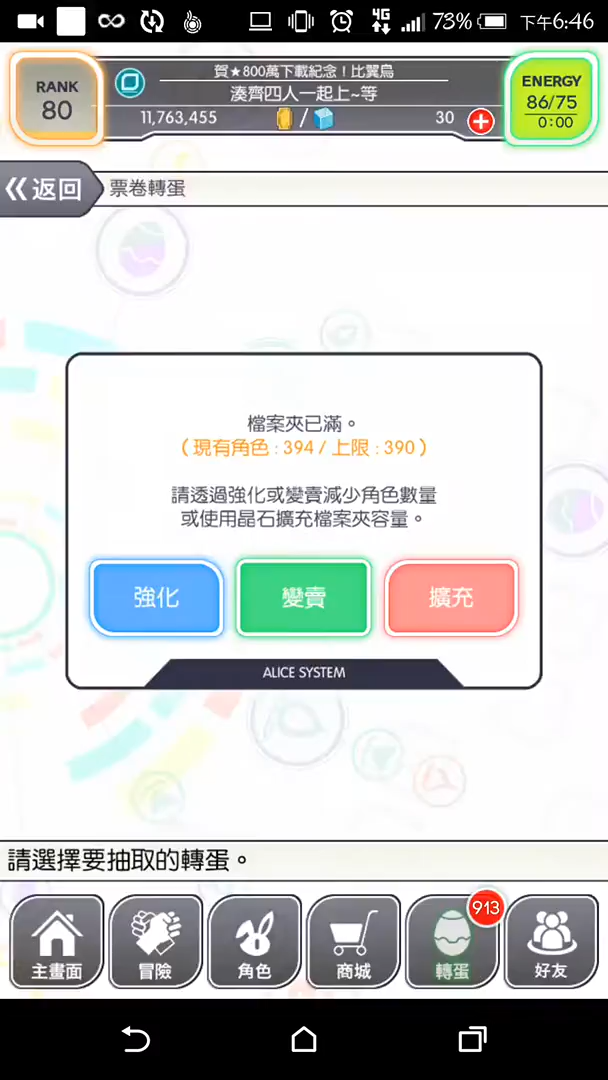 4G 73% 下午6:46
RANK
80
賀★800萬下載紀念！比翼鳥
湊齊四人一起上~等
11,763,455
/
30
ENERGY
86/75
0:00
返回
票卷轉蛋
檔案夾已滿。
（現有角色：394 / 上限：390）
請透過強化或變賣減少角色數量
或使用晶石擴充檔案夾容量。
強化
變賣
擴充
ALICE SYSTEM
請選擇要抽取的轉蛋。
913
主畫面
冒險
角色
商城
轉蛋
好友